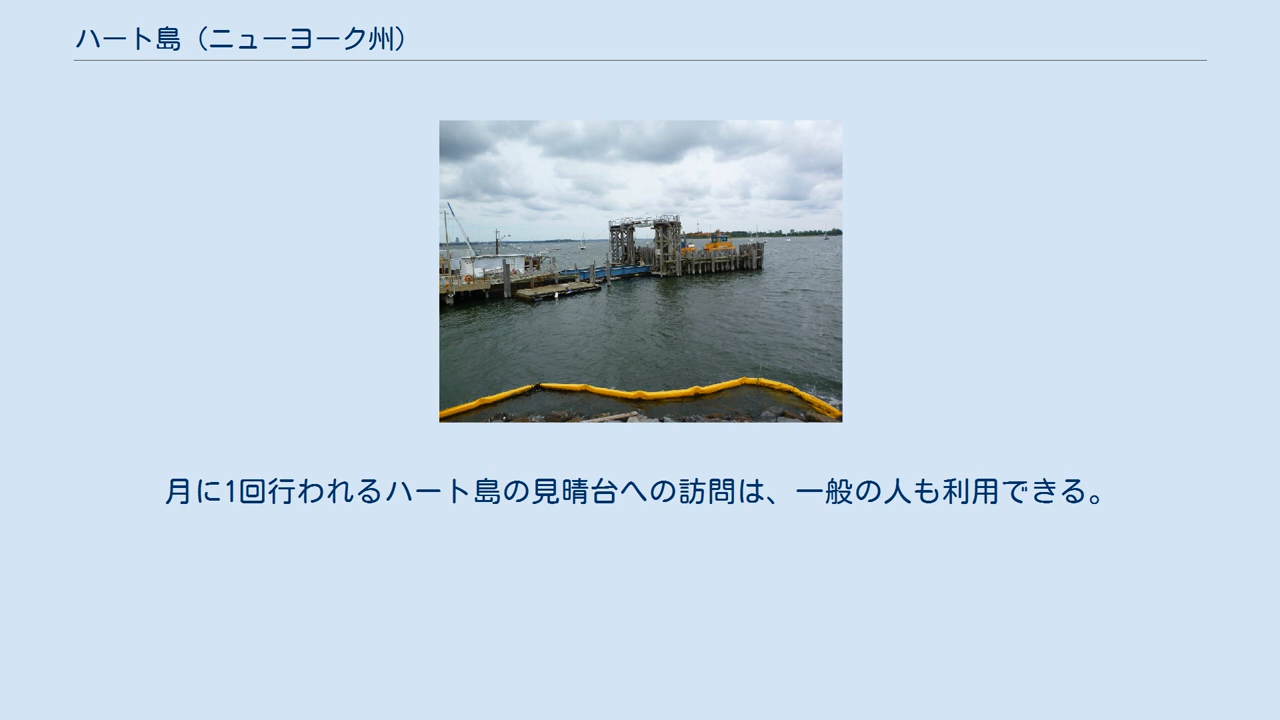 ハート島（ニューヨーク州）
月に1回行われるハート島の見晴台への訪問は、一般の人も利用できる。